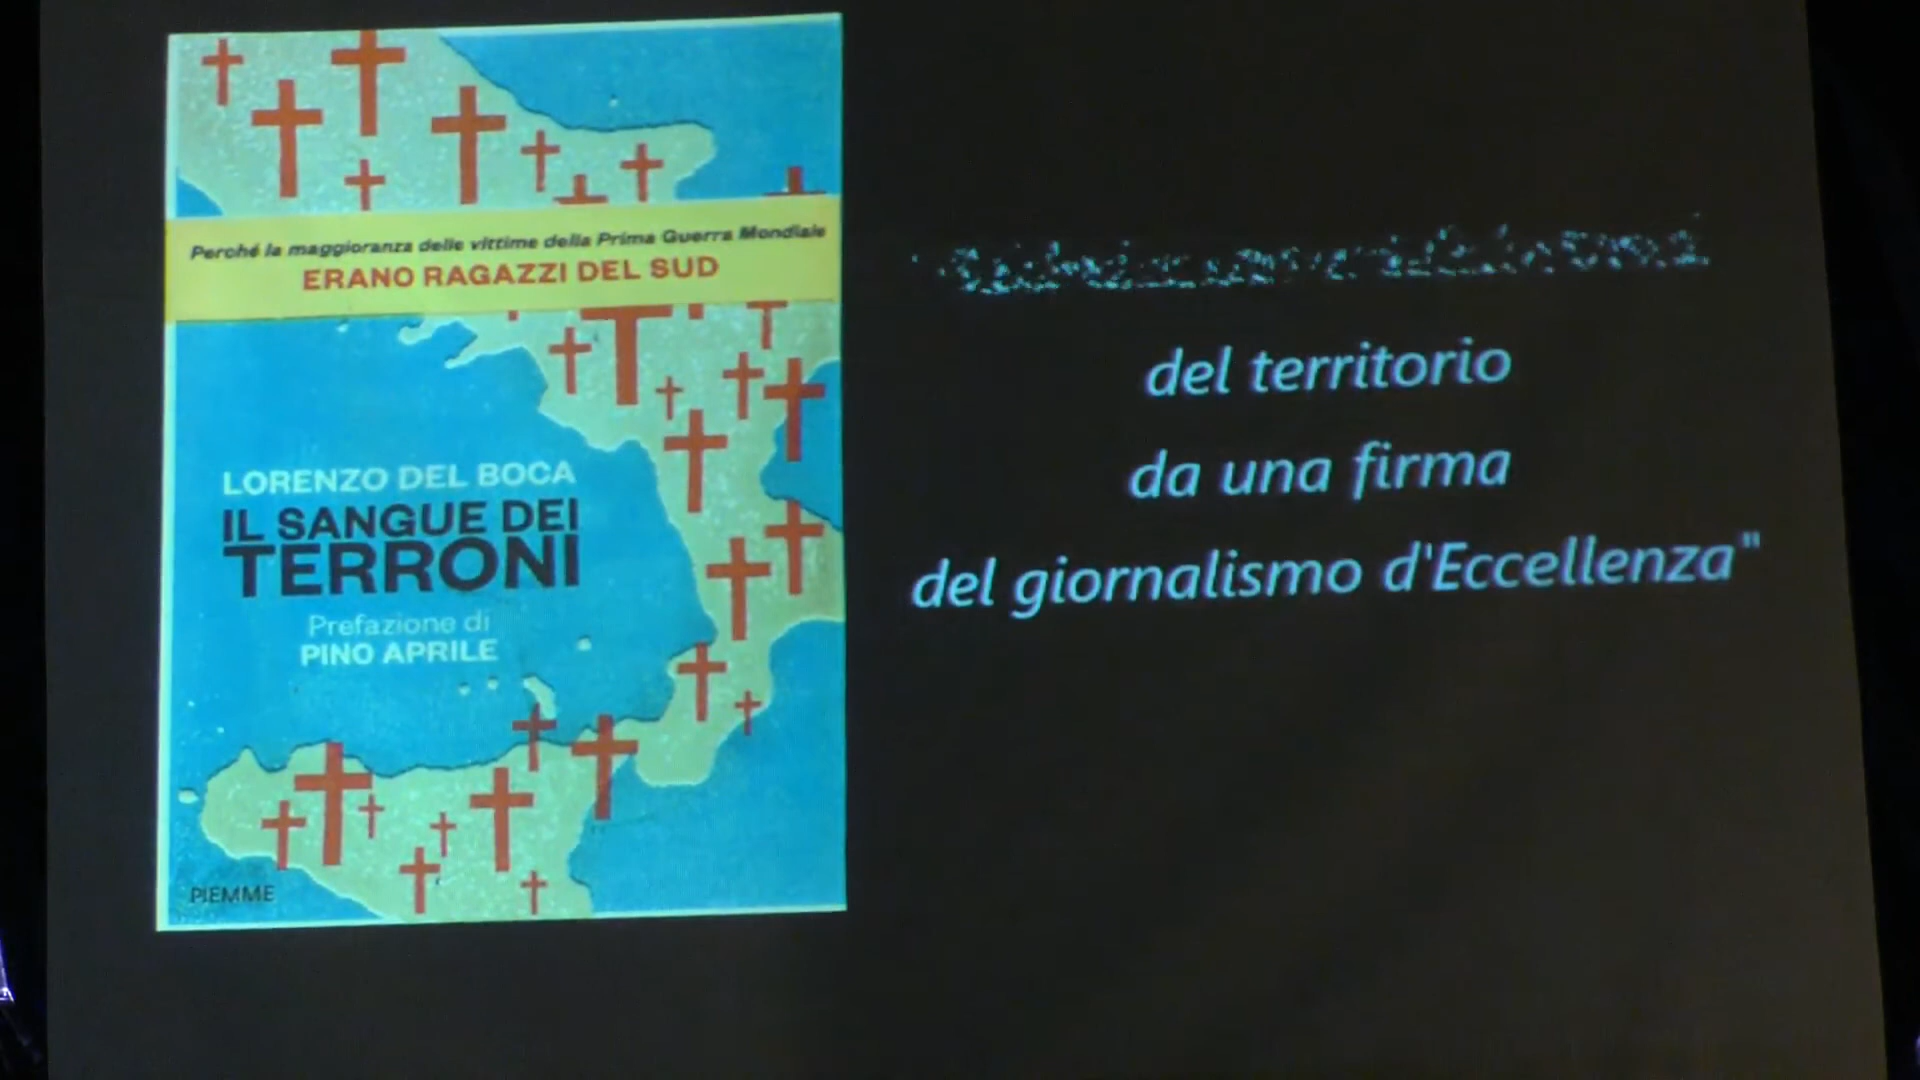 Perché la maggioranza delle vittime della Prima Guerra Mondiale
ERANO RAGAZZI DEL SUD
LORENZO DEL BOCA
IL SANGUE DEI
TERRONI
Prefazione di
PINO APRILE
PIEMME
del territorio
da una firma
del giornalismo d'Eccellenza"